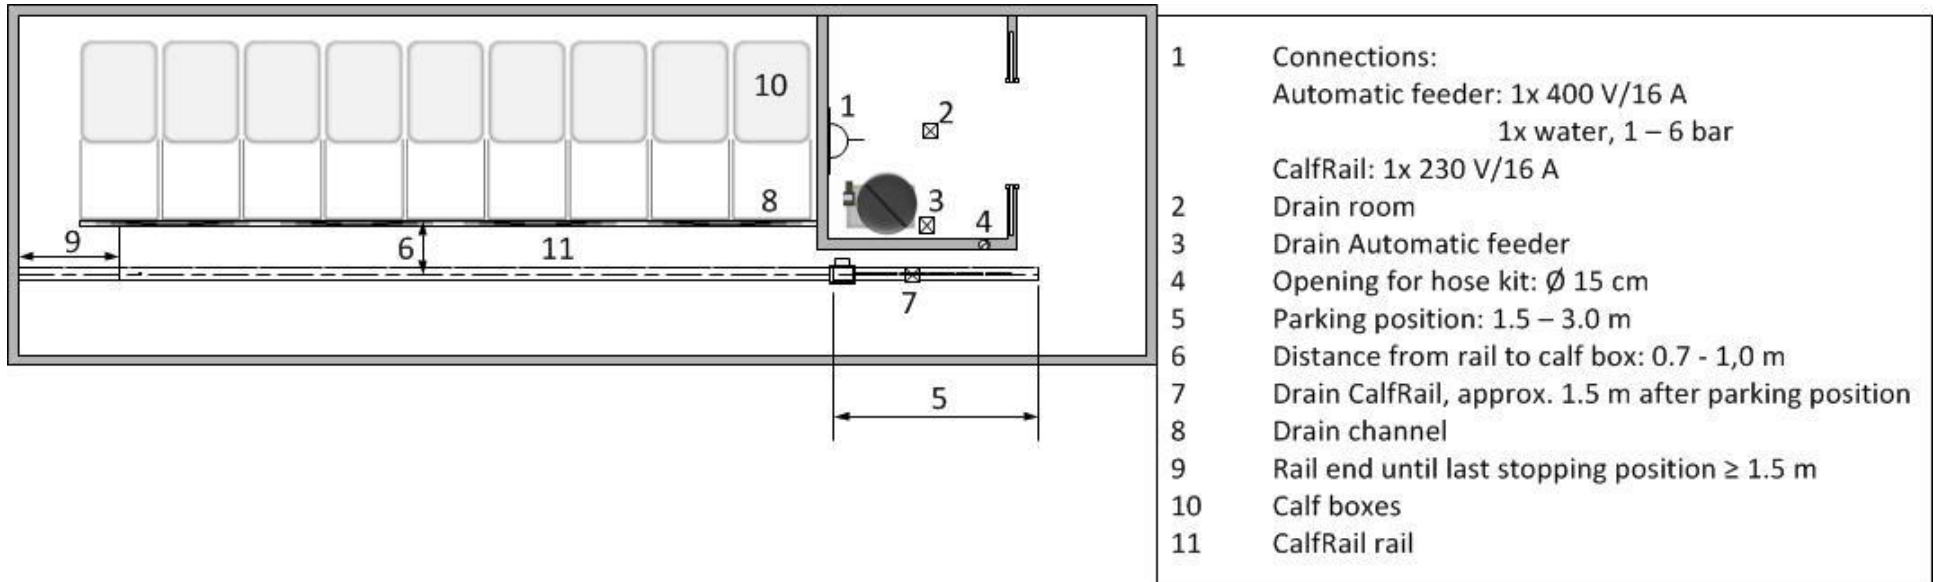 10
1
2
8
3
4
9
6
11
7
5
1 Connections:
Automatic feeder: 1x 400 V/16 A
1x water, 1 – 6 bar
CalfRail: 1x 230 V/16 A
2 Drain room
3 Drain Automatic feeder
4 Opening for hose kit: Ø 15 cm
5 Parking position: 1.5 – 3.0 m
6 Distance from rail to calf box: 0.7 - 1,0 m
7 Drain CalfRail, approx. 1.5 m after parking position
8 Drain channel
9 Rail end until last stopping position ≥ 1.5 m
10 Calf boxes
11 CalfRail rail